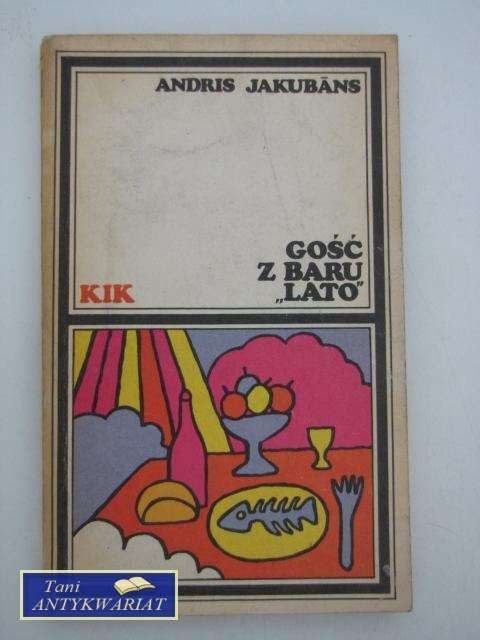 ANDRIS JAKUBĀNS
GOŚĆ
Z BARU
„LATO”
KIK
Tani
ANTYKWARIAT